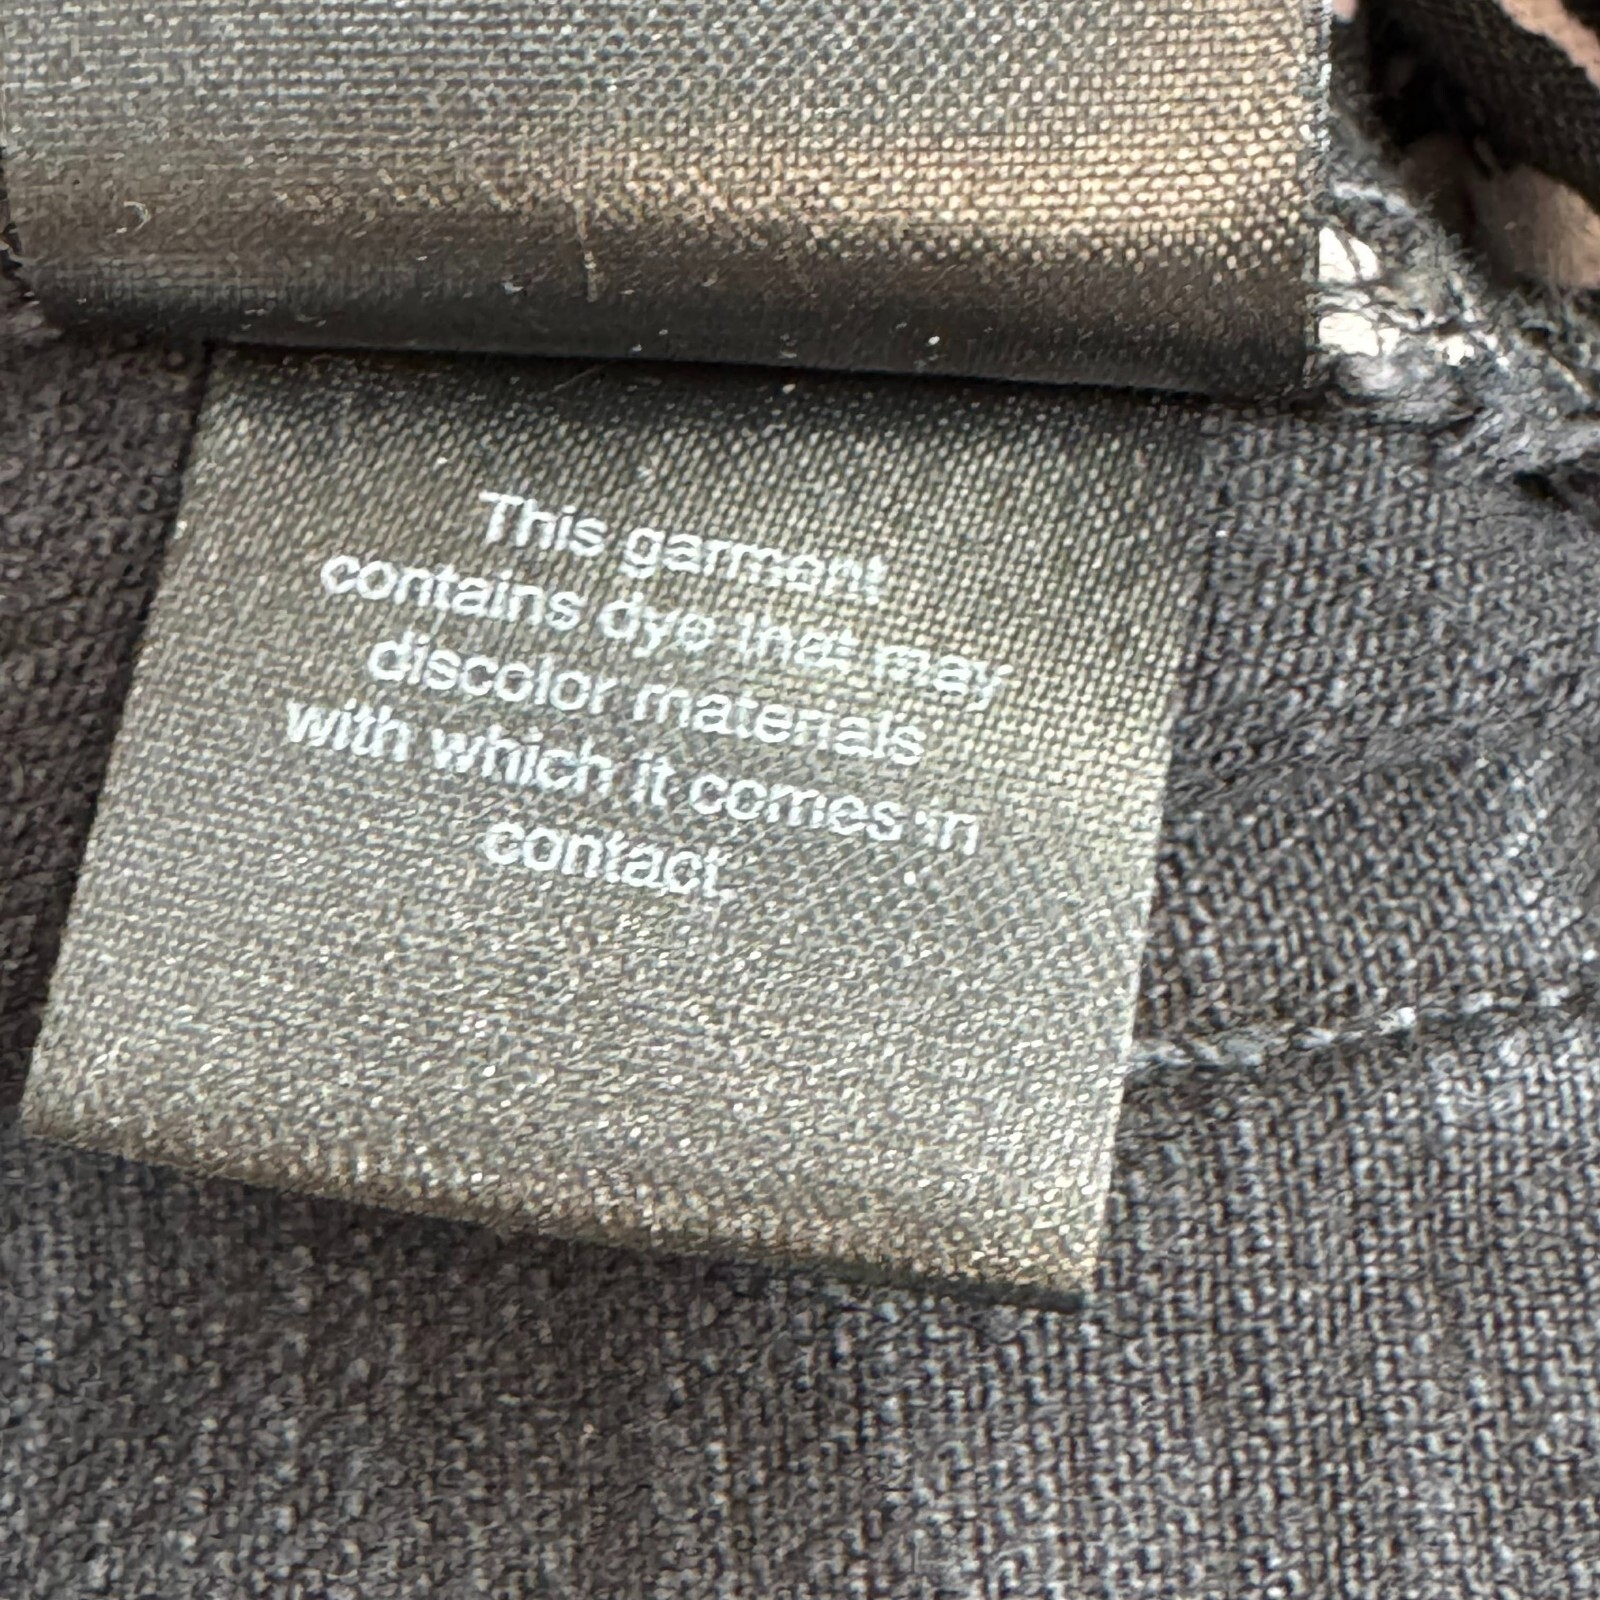 This garment
contains dye that may
discolor materials
with which it comes in
contact.